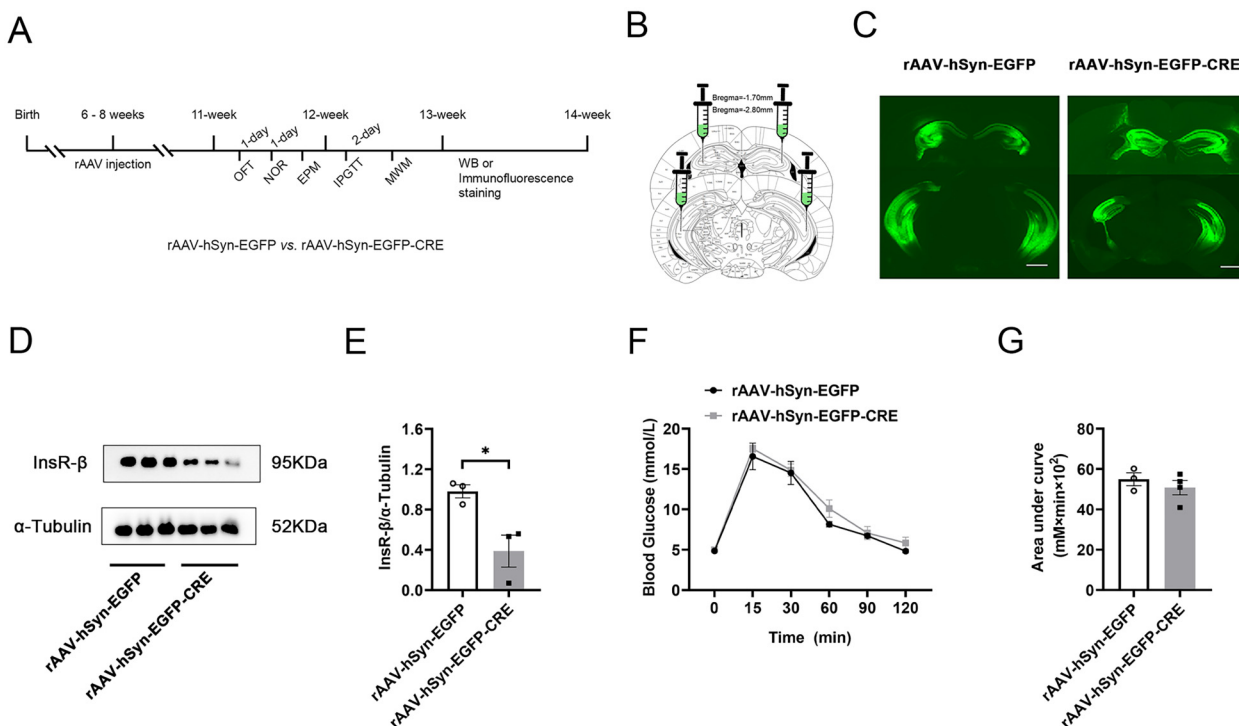 A
Birth
6 - 8 weeks
11-week
12-week
13-week
14-week
1-day
1-day
2-day
rAAV injection
OFT
NOR
EPM
IPGTT
MWM
WB or
Immunofluorescence
staining
rAAV-hSyn-EGFP vs. rAAV-hSyn-EGFP-CRE
B
Bregma=-1.70mm
Bregma=-2.80mm
C
rAAV-hSyn-EGFP
rAAV-hSyn-EGFP-CRE
D
InsR-β
95KDa
α-Tubulin
52KDa
rAAV-hSyn-EGFP
rAAV-hSyn-EGFP-CRE
E
InsR-β/α-Tubulin
1.6
1.2
0.8
0.4
0.0
*
rAAV-hSyn-EGFP
rAAV-hSyn-EGFP-CRE
F
rAAV-hSyn-EGFP
rAAV-hSyn-EGFP-CRE
Blood Glucose (mmol/L)
20
15
10
5
0
0 15 30 60 90 120
Time (min)
G
Area under curve
(mM×min×10²)
80
60
40
20
0
rAAV-hSyn-EGFP
rAAV-hSyn-EGFP-CRE